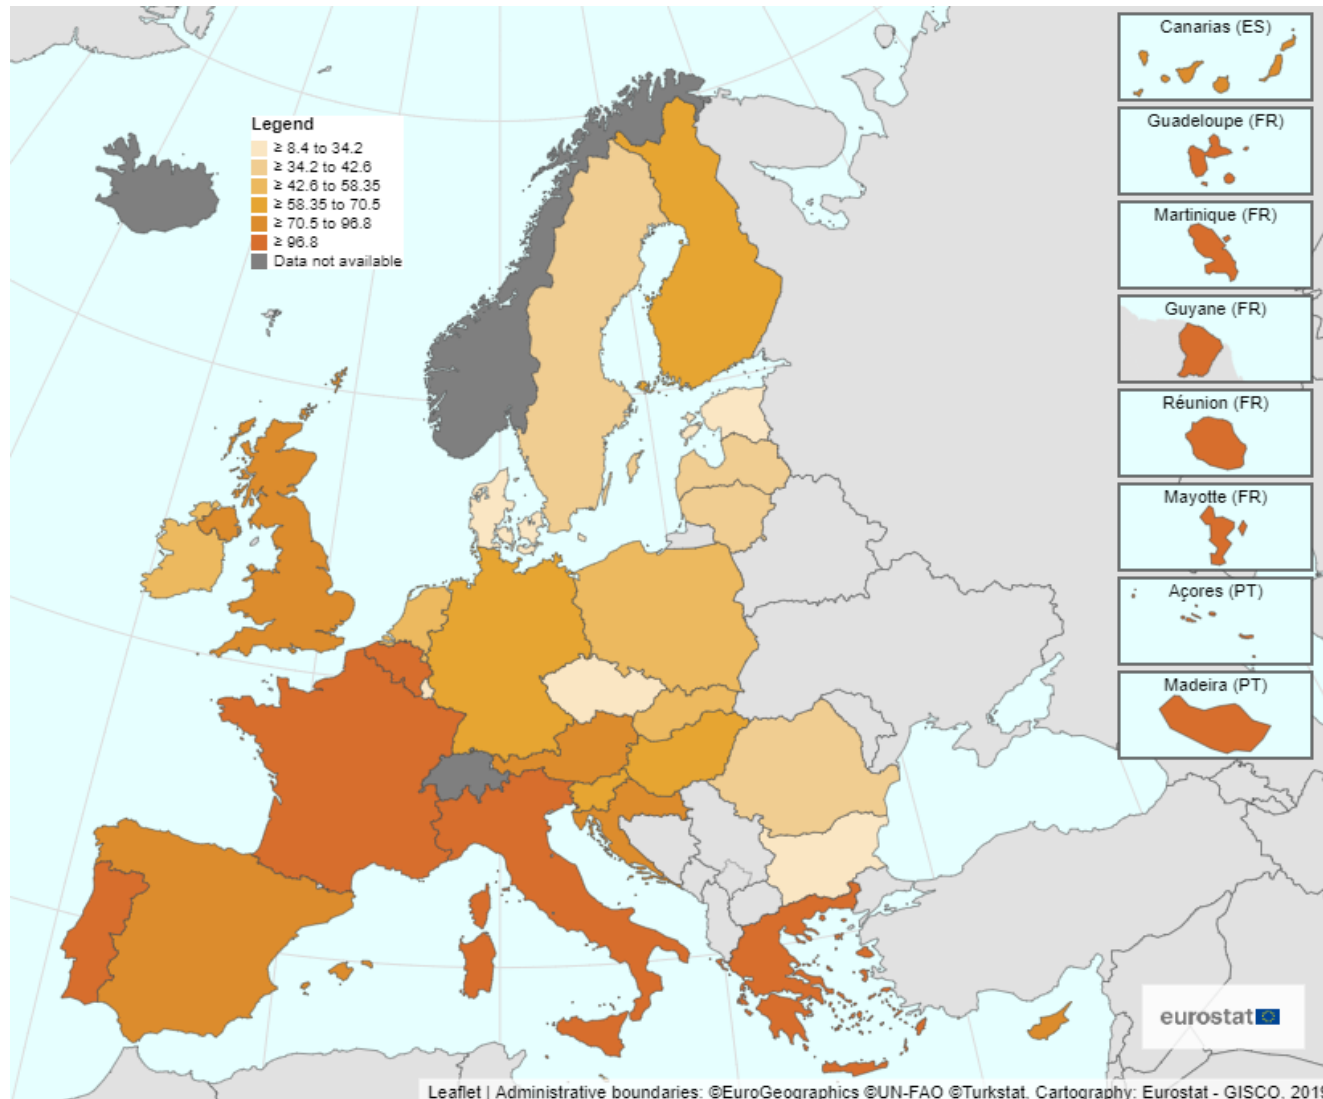 Legend
≥ 8.4 to 34.2
≥ 34.2 to 42.6
≥ 42.6 to 58.35
≥ 58.35 to 70.5
≥ 70.5 to 96.8
≥ 96.8
Data not available
Canarias (ES)
Guadeloupe (FR)
Martinique (FR)
Guyane (FR)
Réunion (FR)
Mayotte (FR)
Açores (PT)
Madeira (PT)
eurostat
Leaflet | Administrative boundaries: ©EuroGeographics ©UN-FAO ©Turkstat. Cartography: Eurostat - GISCO, 2019